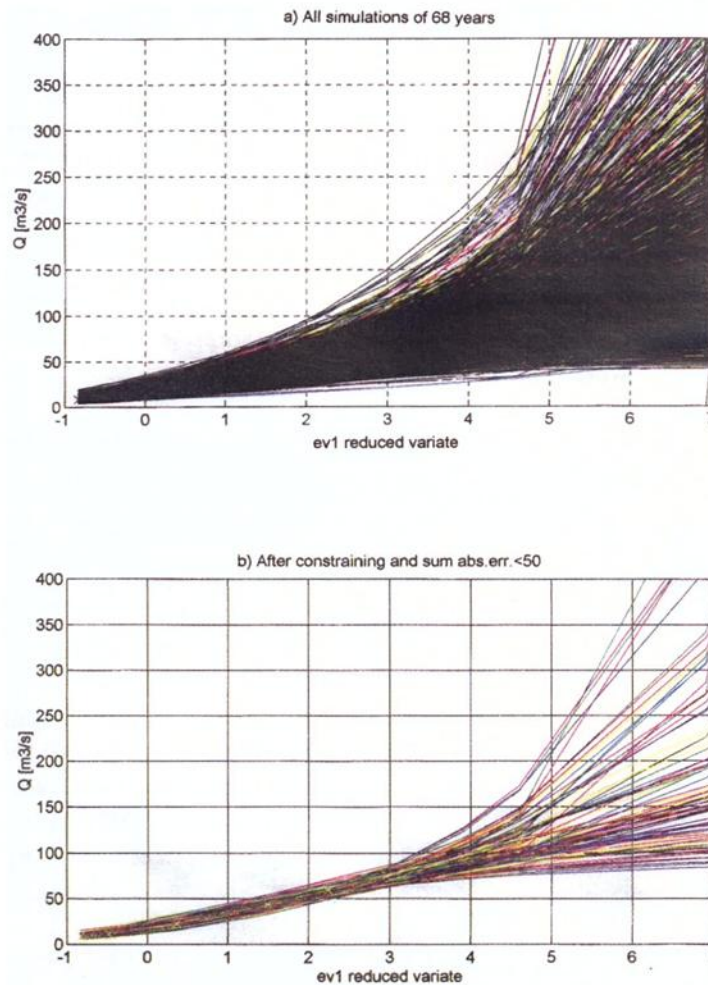 a) All simulations of 68 years
400
350
300
250
200
150
100
50
0
Q [m3/s]
-1 0 1 2 3 4 5 6 7
ev1 reduced variate
b) After constraining and sum abs.err.<50
400
350
300
250
200
150
100
50
0
Q [m3/s]
-1 0 1 2 3 4 5 6
ev1 reduced variate